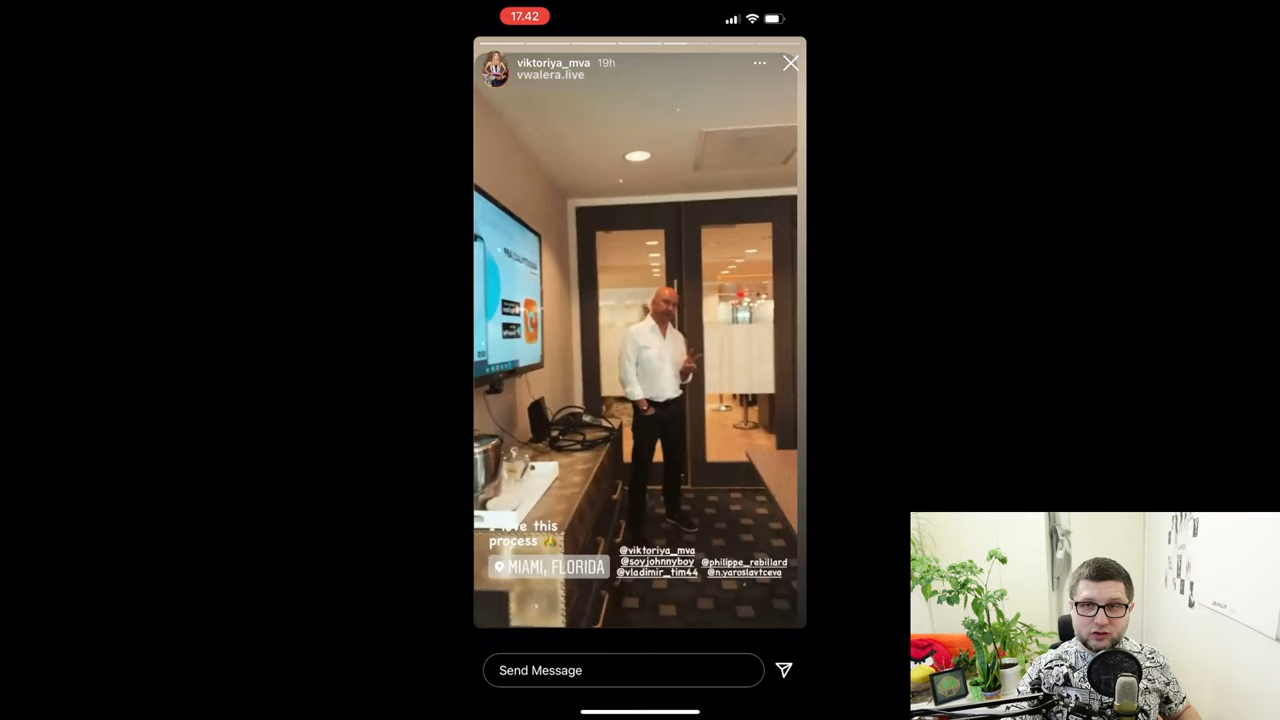 17.42
viktoriya_mva 19h
vwalera.live
love this
process 🙏
MIAMI, FLORIDA
@viktoriya_mva
@soyjohnnyboy
@vladimir_tim44
@philippe_rebillard
@n.yaroslavtceva
Send Message